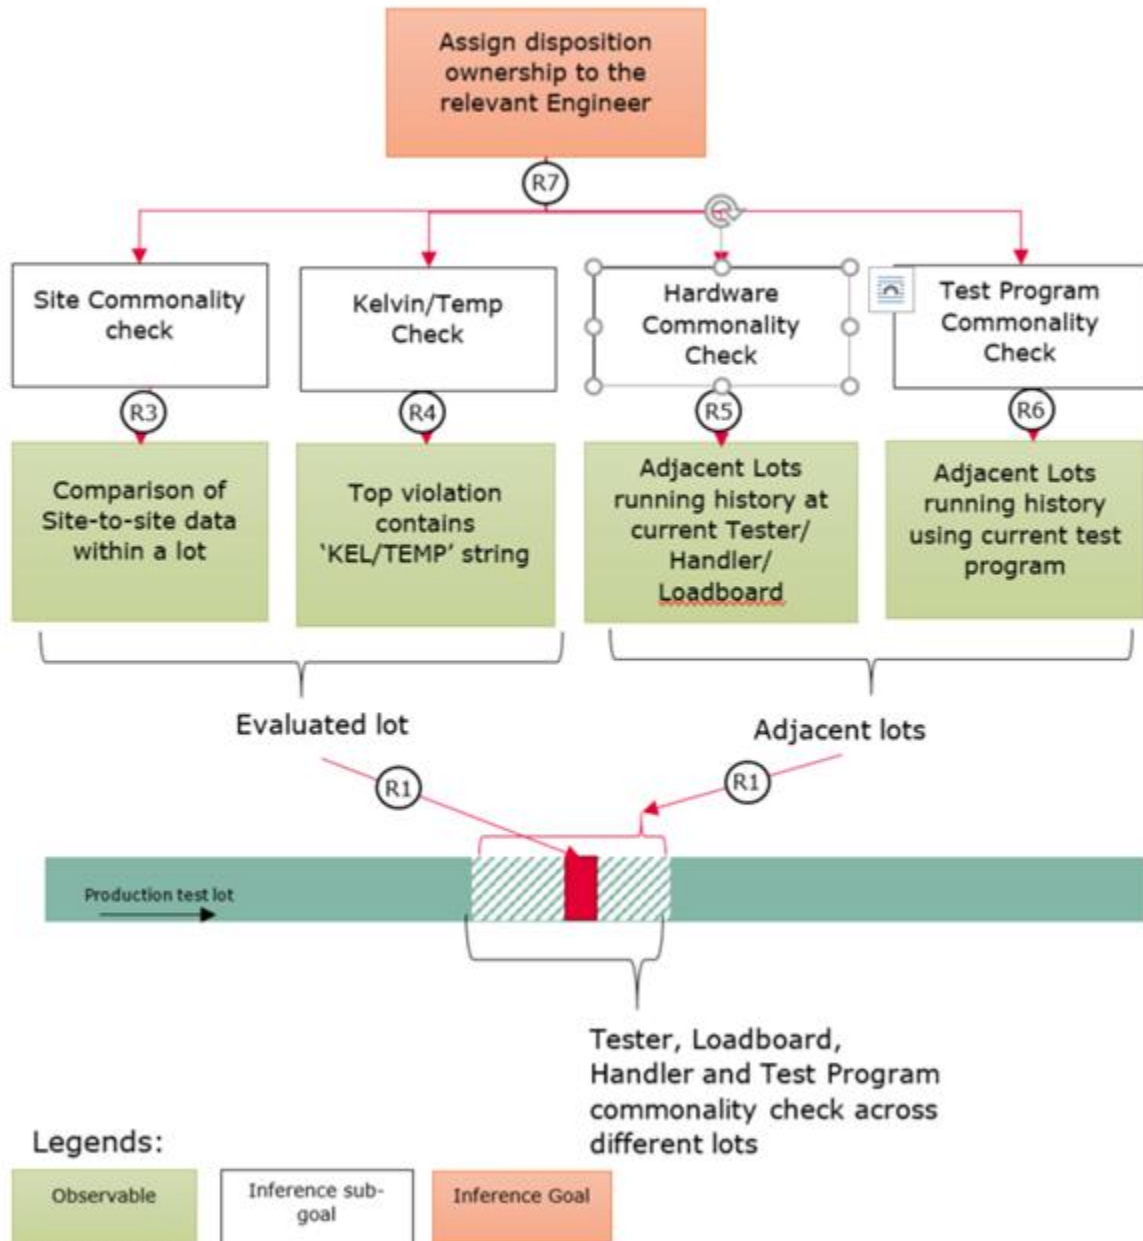 Assign disposition
ownership to the
relevant Engineer
R7
Site Commonality
check
Kelvin/Temp
Check
Hardware
Commonality
Check
Test Program
Commonality
Check
R3
R4
R5
R6
Comparison of
Site-to-site data
within a lot
Top violation
contains
‘KEL/TEMP’ string
Adjacent Lots
running history at
current Tester/
Handler/
Loadboard
Adjacent Lots
running history
using current test
program
Evaluated lot
Adjacent lots
R1
R1
Production test lot
Tester, Loadboard,
Handler and Test Program
commonality check across
different lots
Legends:
Observable
Inference sub-
goal
Inference Goal